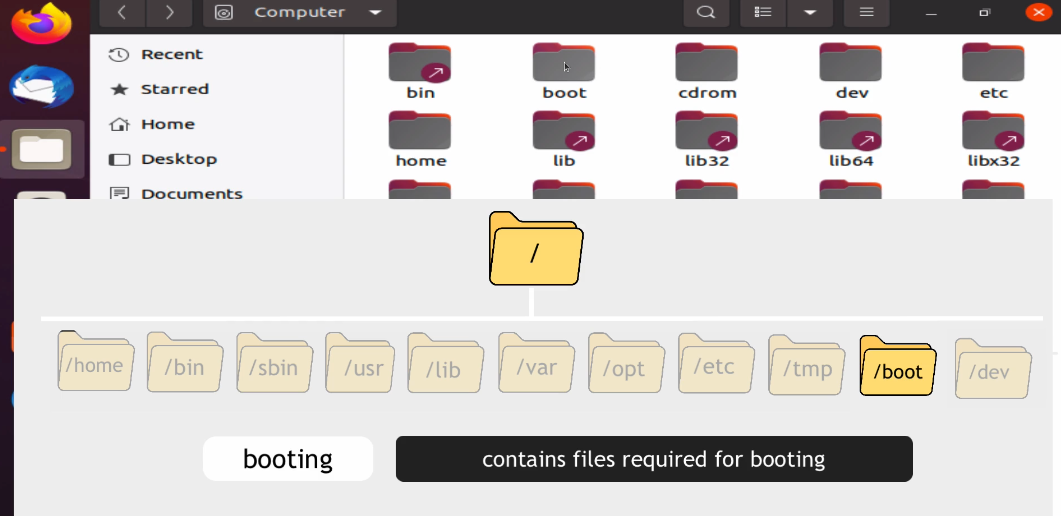 Computer
Recent
Starred
Home
Desktop
Documents
bin boot cdrom dev etc
home lib lib32 lib64 libx32
/
/home /bin /sbin /usr /lib /var /opt /etc /tmp /boot /dev
booting contains files required for booting